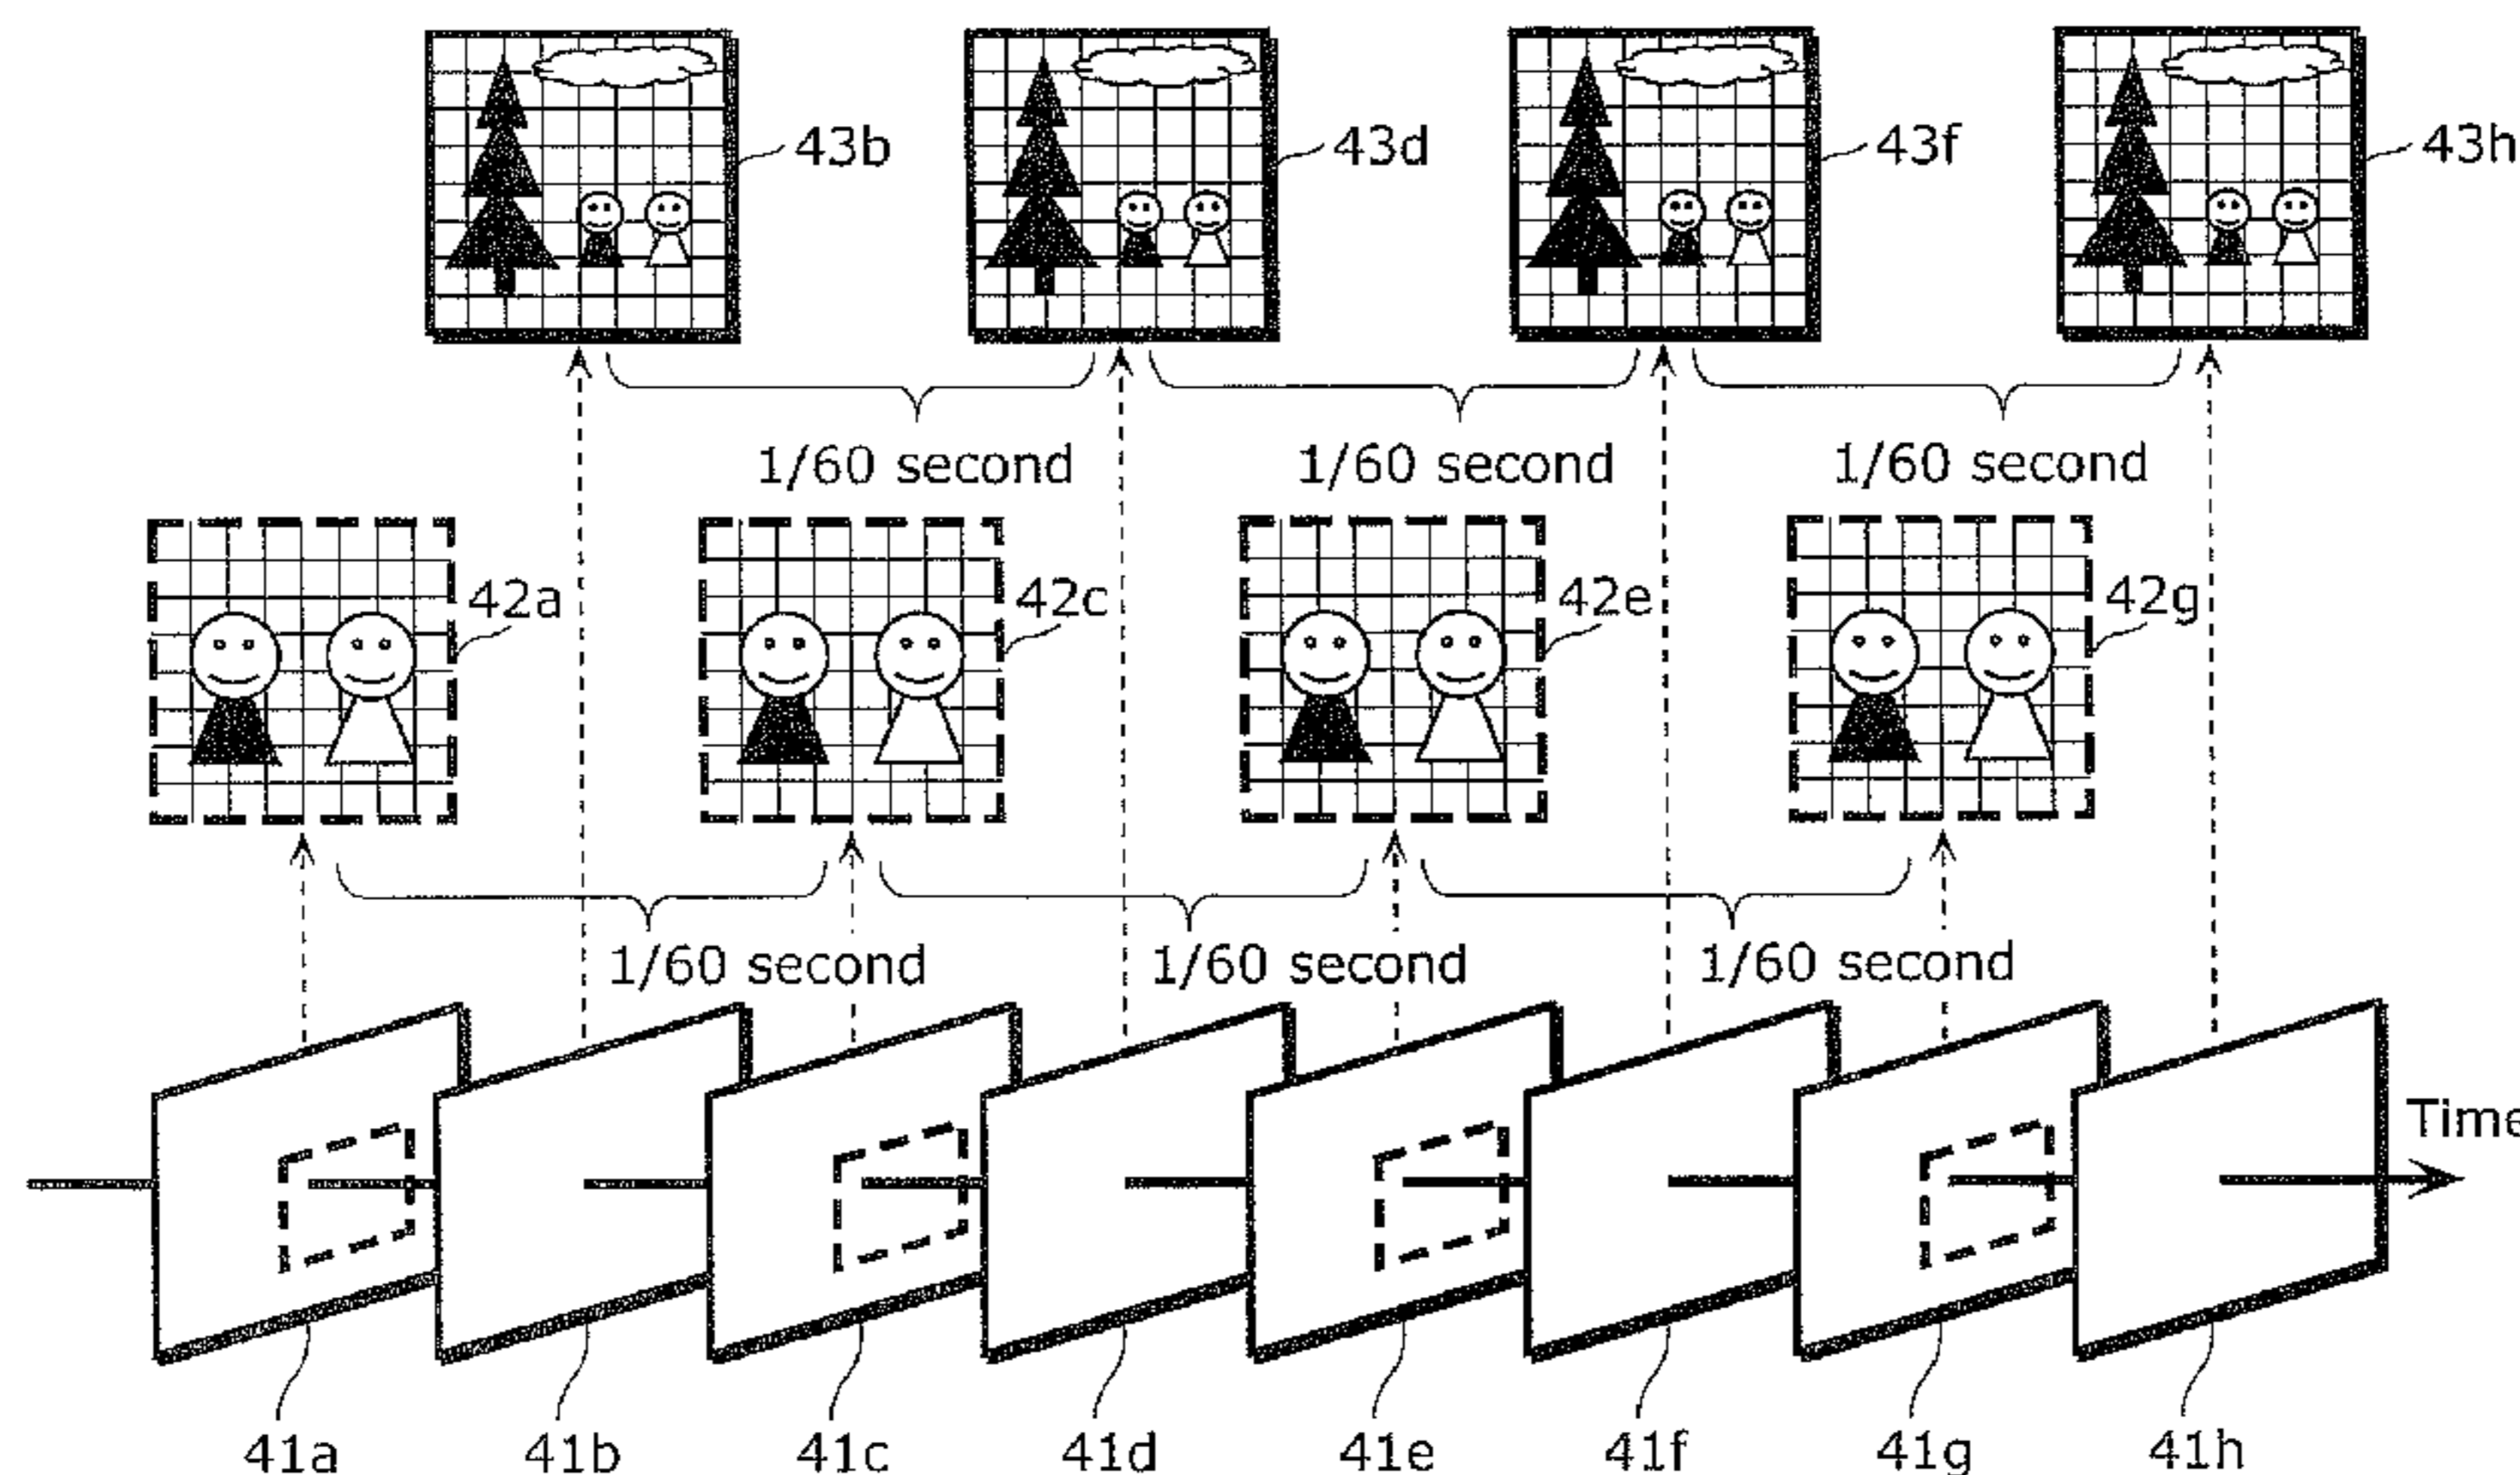 43b 43d 43f 43h
1/60 second 1/60 second 1/60 second
42a 42c 42e 42g
1/60 second 1/60 second 1/60 second
Time
41a 41b 41c 41d 41e 41f 41g 41h